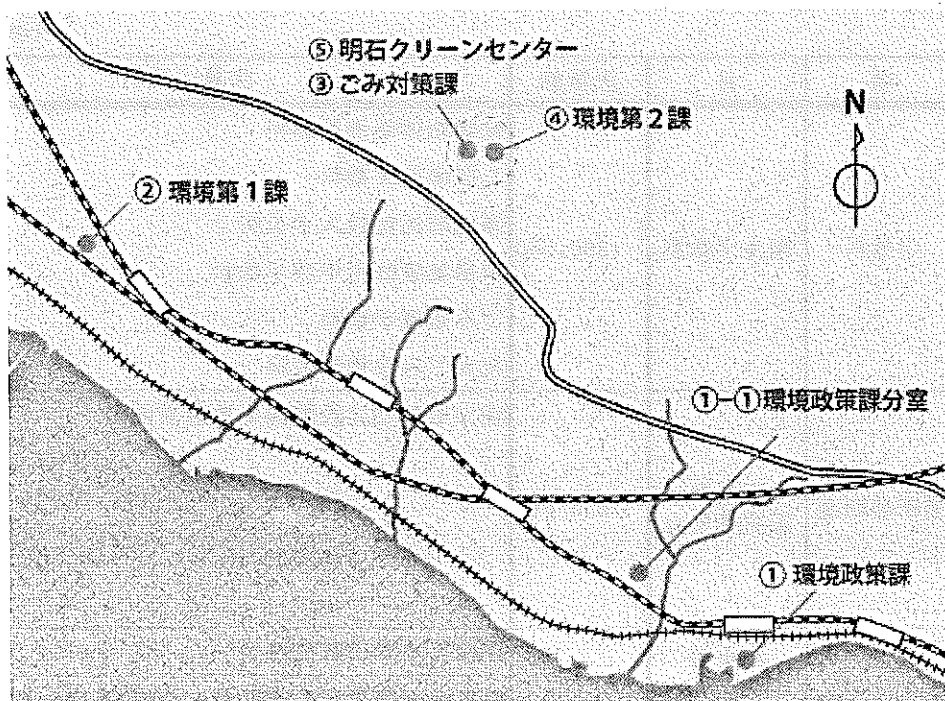 ⑤ 明石クリーンセンター
③ ごみ対策課
④ 環境第2課
N
② 環境第1課
①-① 環境政策課分室
① 環境政策課